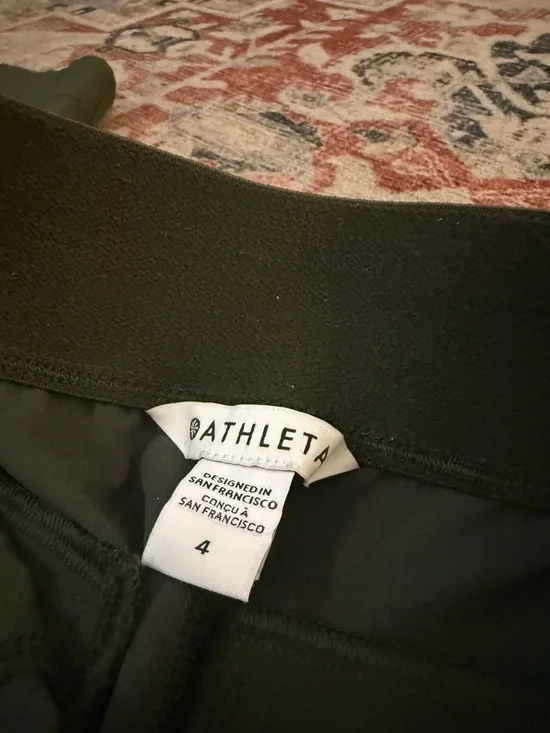 ATHLETA
DESIGNED IN
SAN FRANCISCO
CONÇU À
SAN FRANCISCO
4